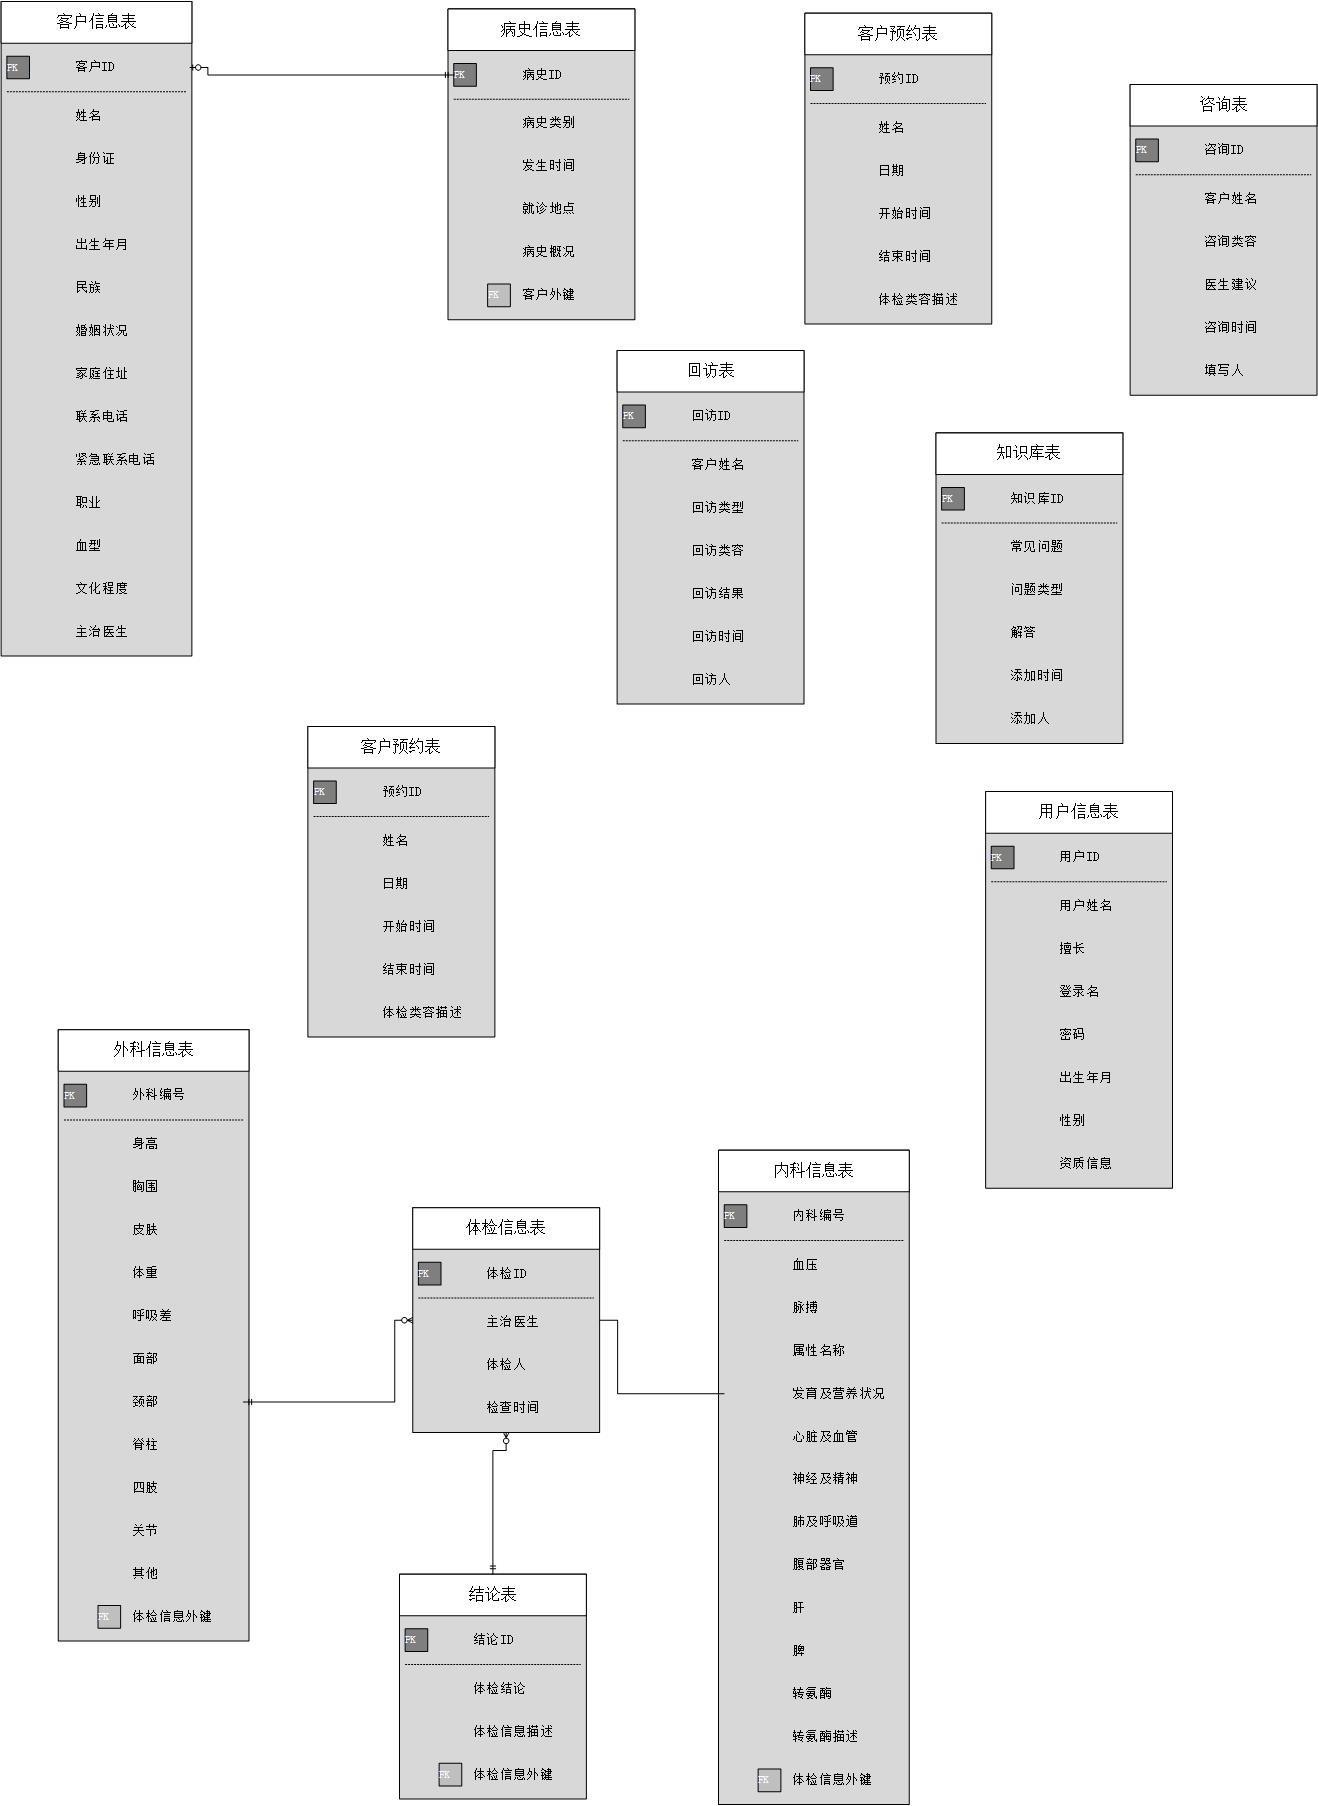 客户信息表
PK 客户ID
姓名
身份证
性别
出生年月
民族
婚姻状况
家庭住址
联系电话
紧急联系电话
职业
血型
文化程度
主治医生
病史信息表
PK 病史ID
病史类别
发生时间
就诊地点
病史概况
FK 客户外键
客户预约表
PK 预约ID
姓名
日期
开始时间
结束时间
体检类容描述
咨询表
PK 咨询ID
客户姓名
咨询类容
医生建议
咨询时间
填写人
回访表
PK 回访ID
客户姓名
回访类型
回访类容
回访结果
回访时间
回访人
知识库表
PK 知识库ID
常见问题
问题类型
解答
添加时间
添加人
客户预约表
PK 预约ID
姓名
日期
开始时间
结束时间
体检类容描述
用户信息表
PK 用户ID
用户姓名
擅长
登录名
密码
出生年月
性别
资质信息
外科信息表
PK 外科编号
身高
胸围
皮肤
体重
呼吸差
面部
颈部
脊柱
四肢
关节
其他
FK 体检信息外键
体检信息表
PK 体检ID
主治医生
体检人
检查时间
内科信息表
PK 内科编号
血压
脉搏
属性名称
发育及营养状况
心脏及血管
神经及精神
肺及呼吸道
腹部器官
肝
脾
转氨酶
转氨酶描述
FK 体检信息外键
结论表
PK 结论ID
体检结论
体检信息描述
FK 体检信息外键